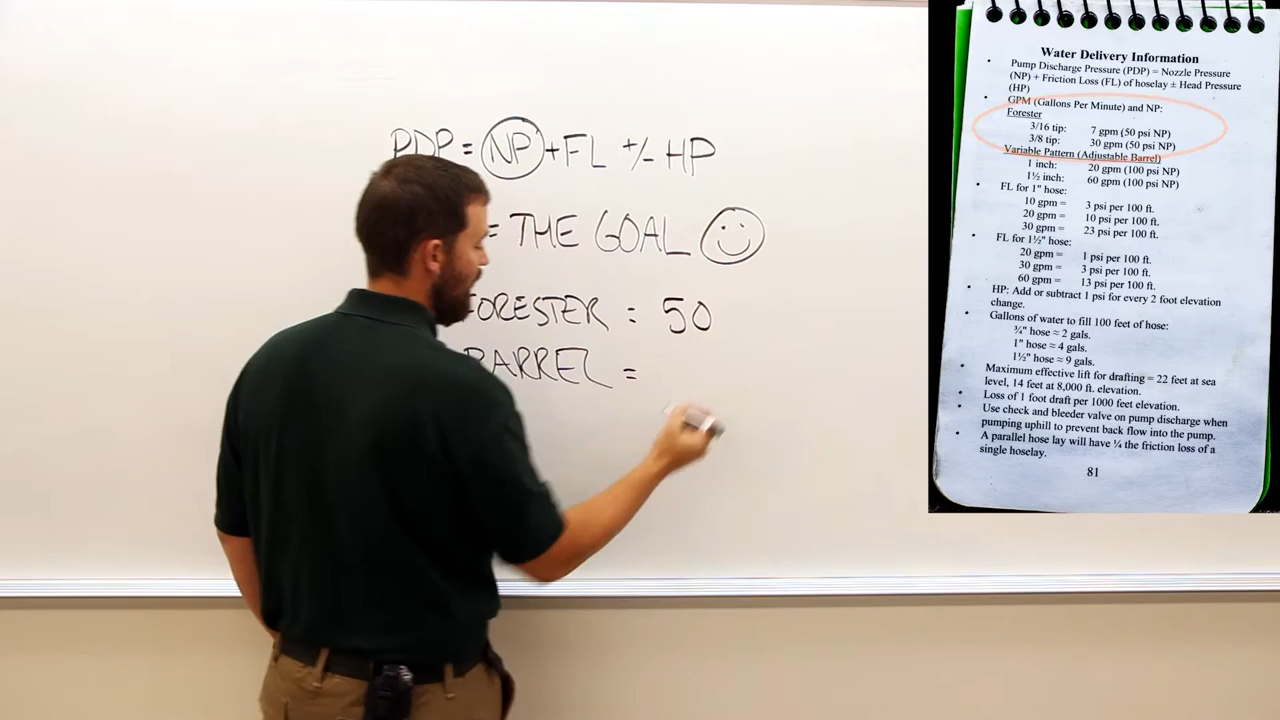 PDP = NP + FL +/- HP
= THE GOAL
FORESTER = 50
BARREL =
Water Delivery Information
• Pump Discharge Pressure (PDP) = Nozzle Pressure
(NP) + Friction Loss (FL) of hoselay ± Head Pressure
(HP)
• GPM (Gallons Per Minute) and NP:
Forester
3/16 tip: 7 gpm (50 psi NP)
3/8 tip: 30 gpm (50 psi NP)
Variable Pattern (Adjustable Barrel)
1 inch: 20 gpm (100 psi NP)
1½ inch: 60 gpm (100 psi NP)
• FL for 1" hose:
10 gpm = 3 psi per 100 ft.
20 gpm = 10 psi per 100 ft.
30 gpm = 23 psi per 100 ft.
• FL for 1½" hose:
20 gpm = 1 psi per 100 ft.
30 gpm = 3 psi per 100 ft.
60 gpm = 13 psi per 100 ft.
• HP: Add or subtract 1 psi for every 2 foot elevation
change.
• Gallons of water to fill 100 feet of hose:
¾" hose ≈ 2 gals.
1" hose ≈ 4 gals.
1½" hose ≈ 9 gals.
• Maximum effective lift for drafting = 22 feet at sea
level, 14 feet at 8,000 ft. elevation.
• Loss of 1 foot draft per 1000 feet elevation.
• Use check and bleeder valve on pump discharge when
pumping uphill to prevent back flow into the pump.
• A parallel hose lay will have ¼ the friction loss of a
single hoselay.
81